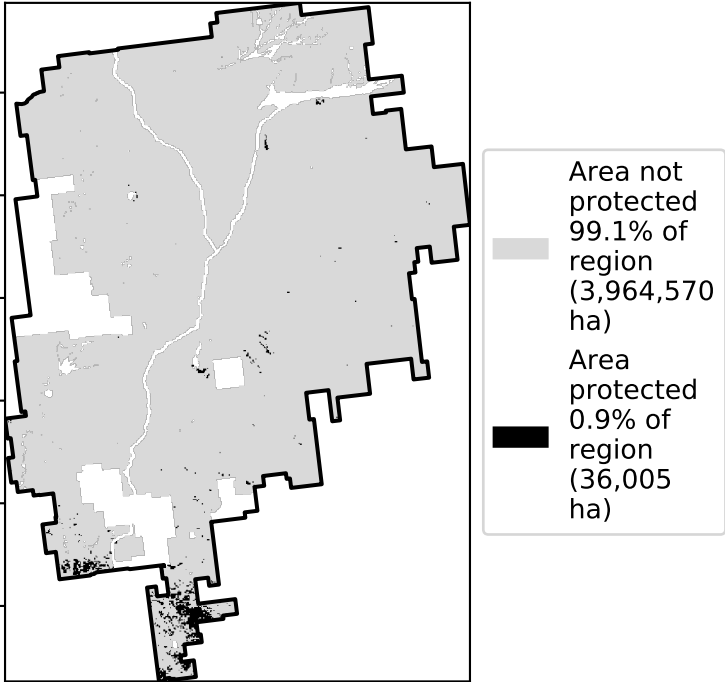 Area not
protected
99.1% of
region
(3,964,570
ha)
Area
protected
0.9% of
region
(36,005
ha)